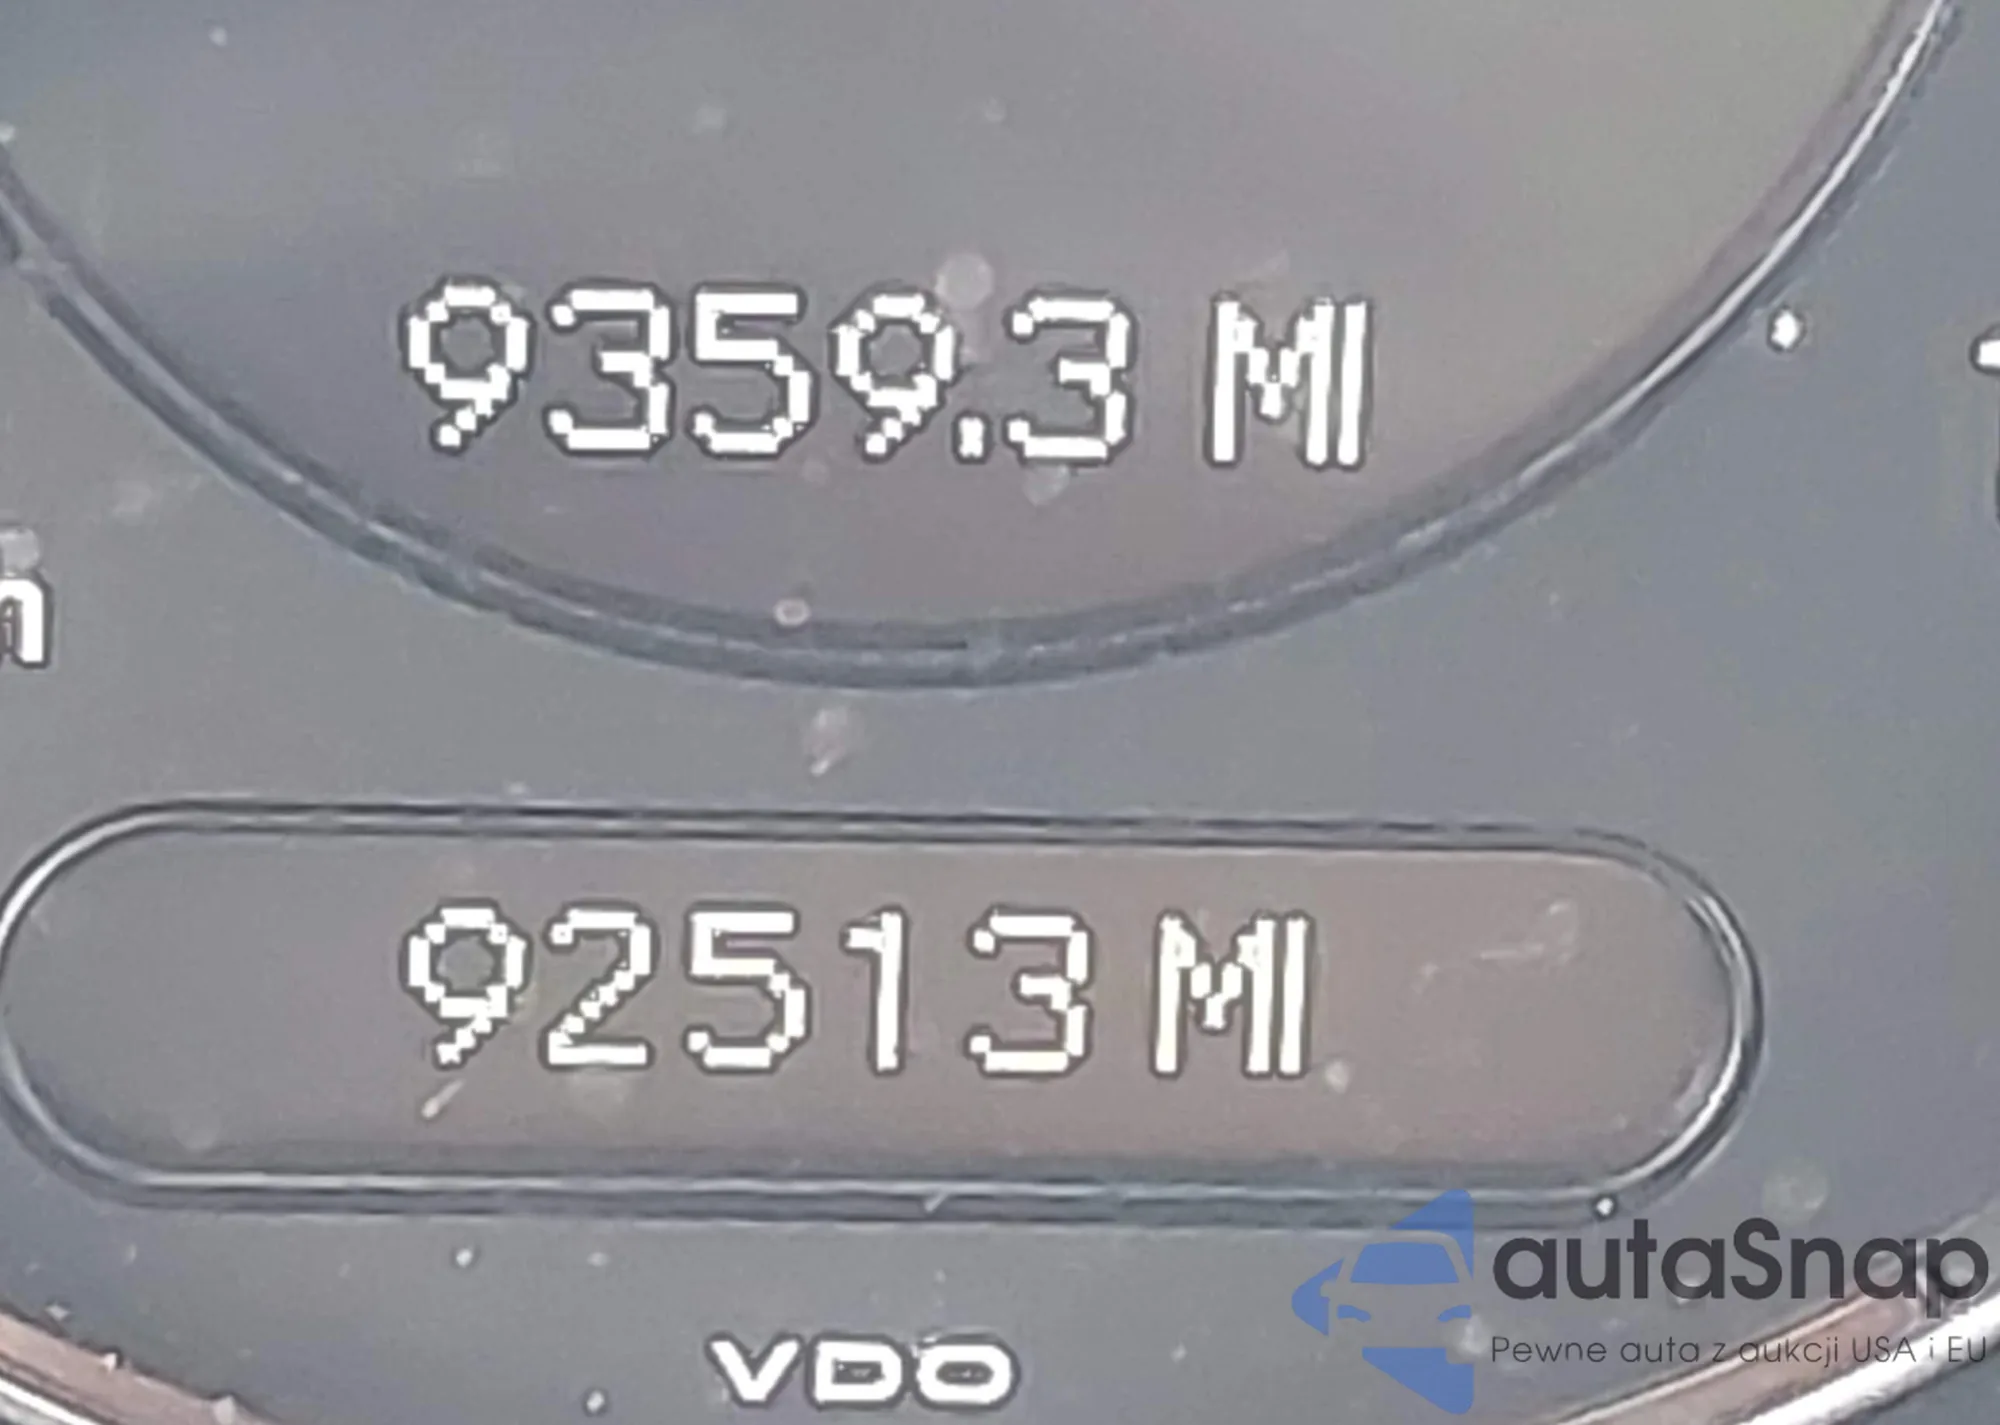 9359.3 MI
92513 MI
VDO
autaSnap
Pewne auta z aukcji USA i EU